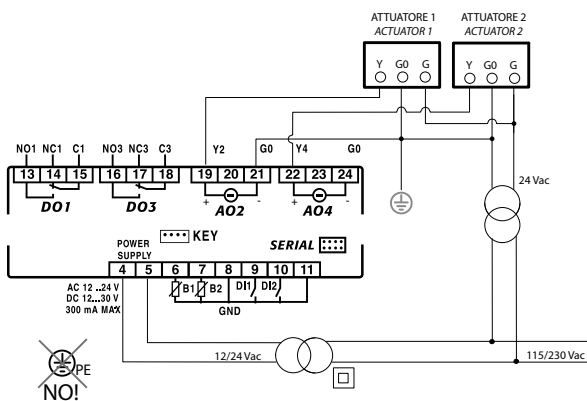 ATTUATORE 1 ATTUATORE 2
ACTUATOR 1 ACTUATOR 2
Y G0 G Y G0 G
NO1 NC1 C1 NO3 NC3 C3 Y2 G0 Y4 G0
13 14 15 16 17 18 19 20 21 22 23 24
+ - + -
DO1 DO3 AO2 AO4
24 Vac
KEY
SERIAL
POWER
SUPPLY
4 5 6 7 8 9 10 11
AC 12 ..24 V
DC 12...30 V
300 mA MAX
B1 B2 DI1 DI2
GND
12/24 Vac 115/230 Vac
PE
NO!